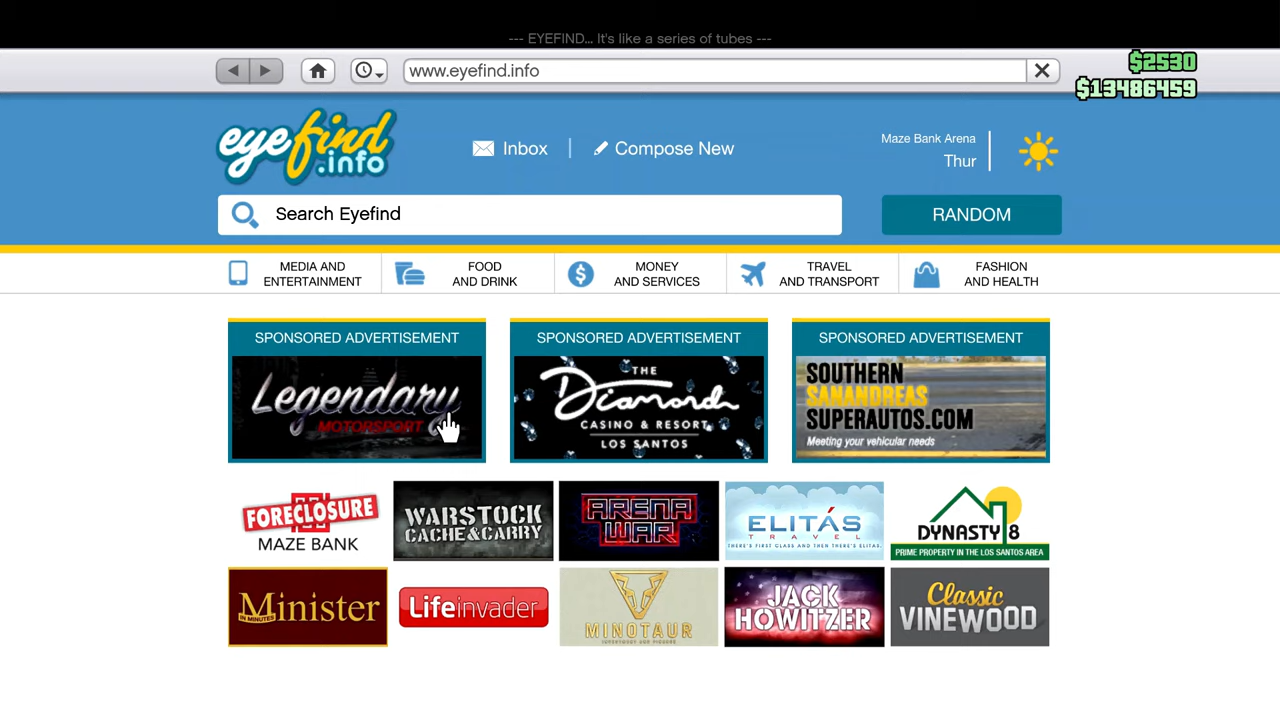 --- EYEFIND... It's like a series of tubes ---
www.eyefind.info
$2530
$13486459
eyefind
.info
Inbox
Compose New
Maze Bank Arena
Thur
Search Eyefind
RANDOM
MEDIA AND
ENTERTAINMENT
FOOD
AND DRINK
MONEY
AND SERVICES
TRAVEL
AND TRANSPORT
FASHION
AND HEALTH
SPONSORED ADVERTISEMENT
Legendary
MOTORSPORT
SPONSORED ADVERTISEMENT
THE
Diamond
CASINO & RESORT
LOS SANTOS
SPONSORED ADVERTISEMENT
SOUTHERN
SANANDREAS
SUPERAUTOS.COM
Meeting your vehicular needs
FORECLOSURE
MAZE BANK
WARSTOCK
CACHE&CARRY
ARENA
WAR
ELITÁS
TRAVEL
THERE'S FIRST CLASS AND THEN THERE'S ELITAS.
DYNASTY 8
PRIME PROPERTY IN THE LOS SANTOS AREA
Minister
IN MINUTES
Lifeinvader
MINOTAUR
JACK
HOWITZER
Classic
VINEWOOD